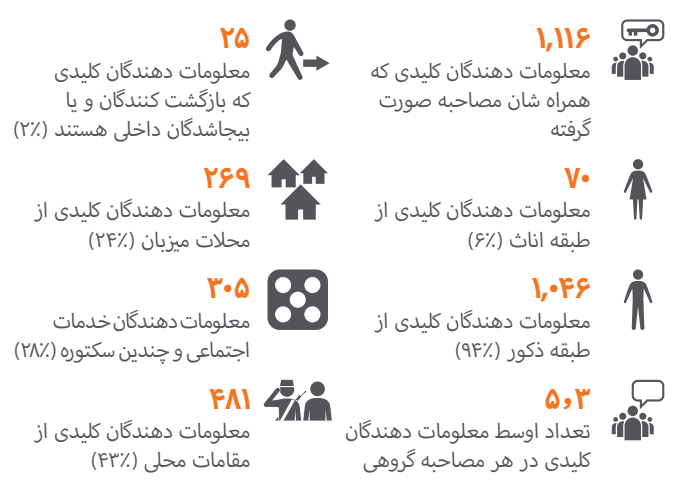 ۱,۱۱۶
معلومات دهندگان کلیدی که
همراه شان مصاحبه صورت
گرفته
۷۰
معلومات دهندگان کلیدی از
طبقه اناث (۶٪)
۱,۰۴۶
معلومات دهندگان کلیدی از
طبقه ذکور (۹۴٪)
۵,۰۳
تعداد اوسط معلومات دهندگان
کلیدی در هر مصاحبه گروهی
۲۵
معلومات دهندگان کلیدی
که بازگشت کنندگان و یا
بیجاشدگان داخلی هستند (۲٪)
۲۶۹
معلومات دهندگان کلیدی از
محلات میزبان (۲۴٪)
۳۰۵
معلومات دهندگان خدمات
اجتماعی و چندین سکتوره (۲۸٪)
۴۸۱
معلومات دهندگان کلیدی از
مقامات محلی (۴۳٪)